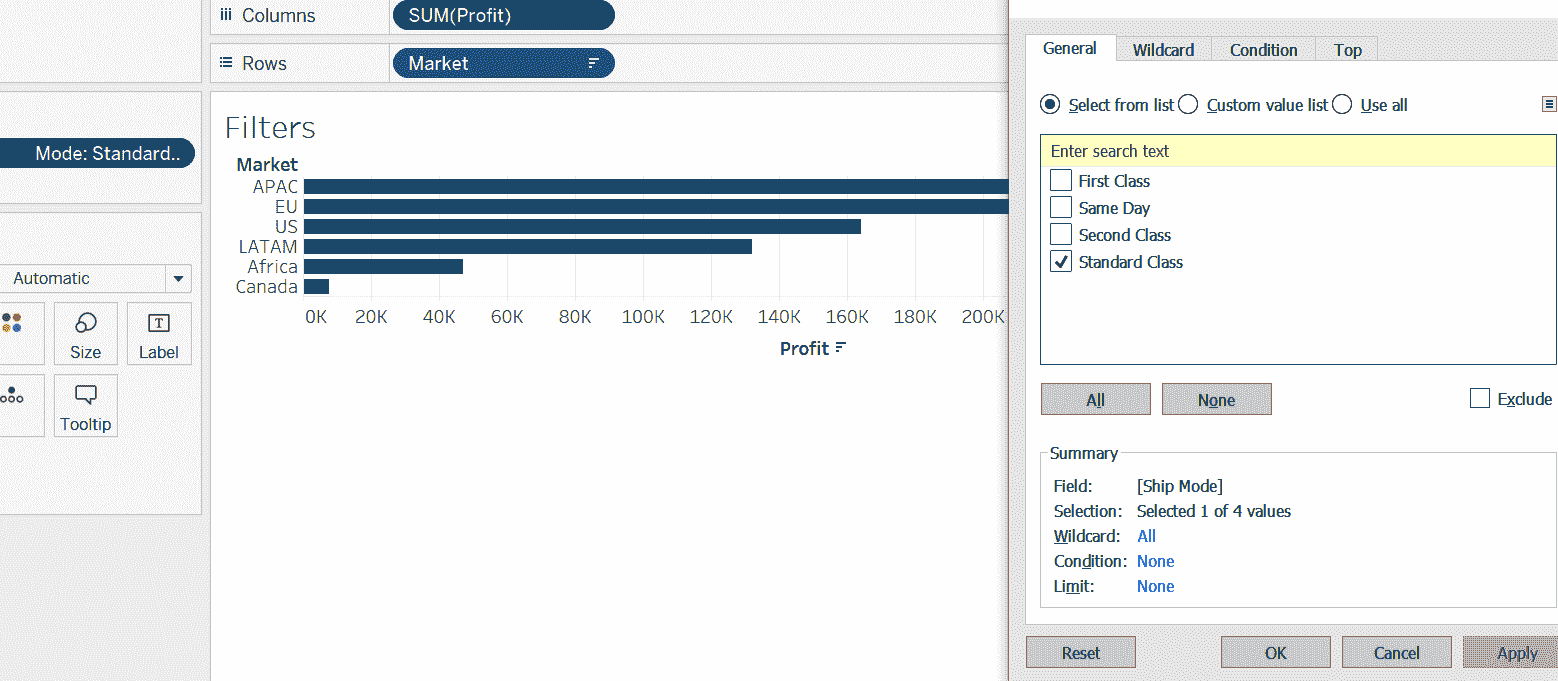 Columns
SUM(Profit)
Rows
Market
Mode: Standard..
Automatic
Size
Label
Tooltip
Filters
Market
APAC
EU
US
LATAM
Africa
Canada
0K 20K 40K 60K 80K 100K 120K 140K 160K 180K 200K
Profit
General Wildcard Condition Top
Select from list Custom value list Use all
Enter search text
First Class
Same Day
Second Class
Standard Class
All None Exclude
Summary
Field: [Ship Mode]
Selection: Selected 1 of 4 values
Wildcard: All
Condition: None
Limit: None
Reset OK Cancel Apply